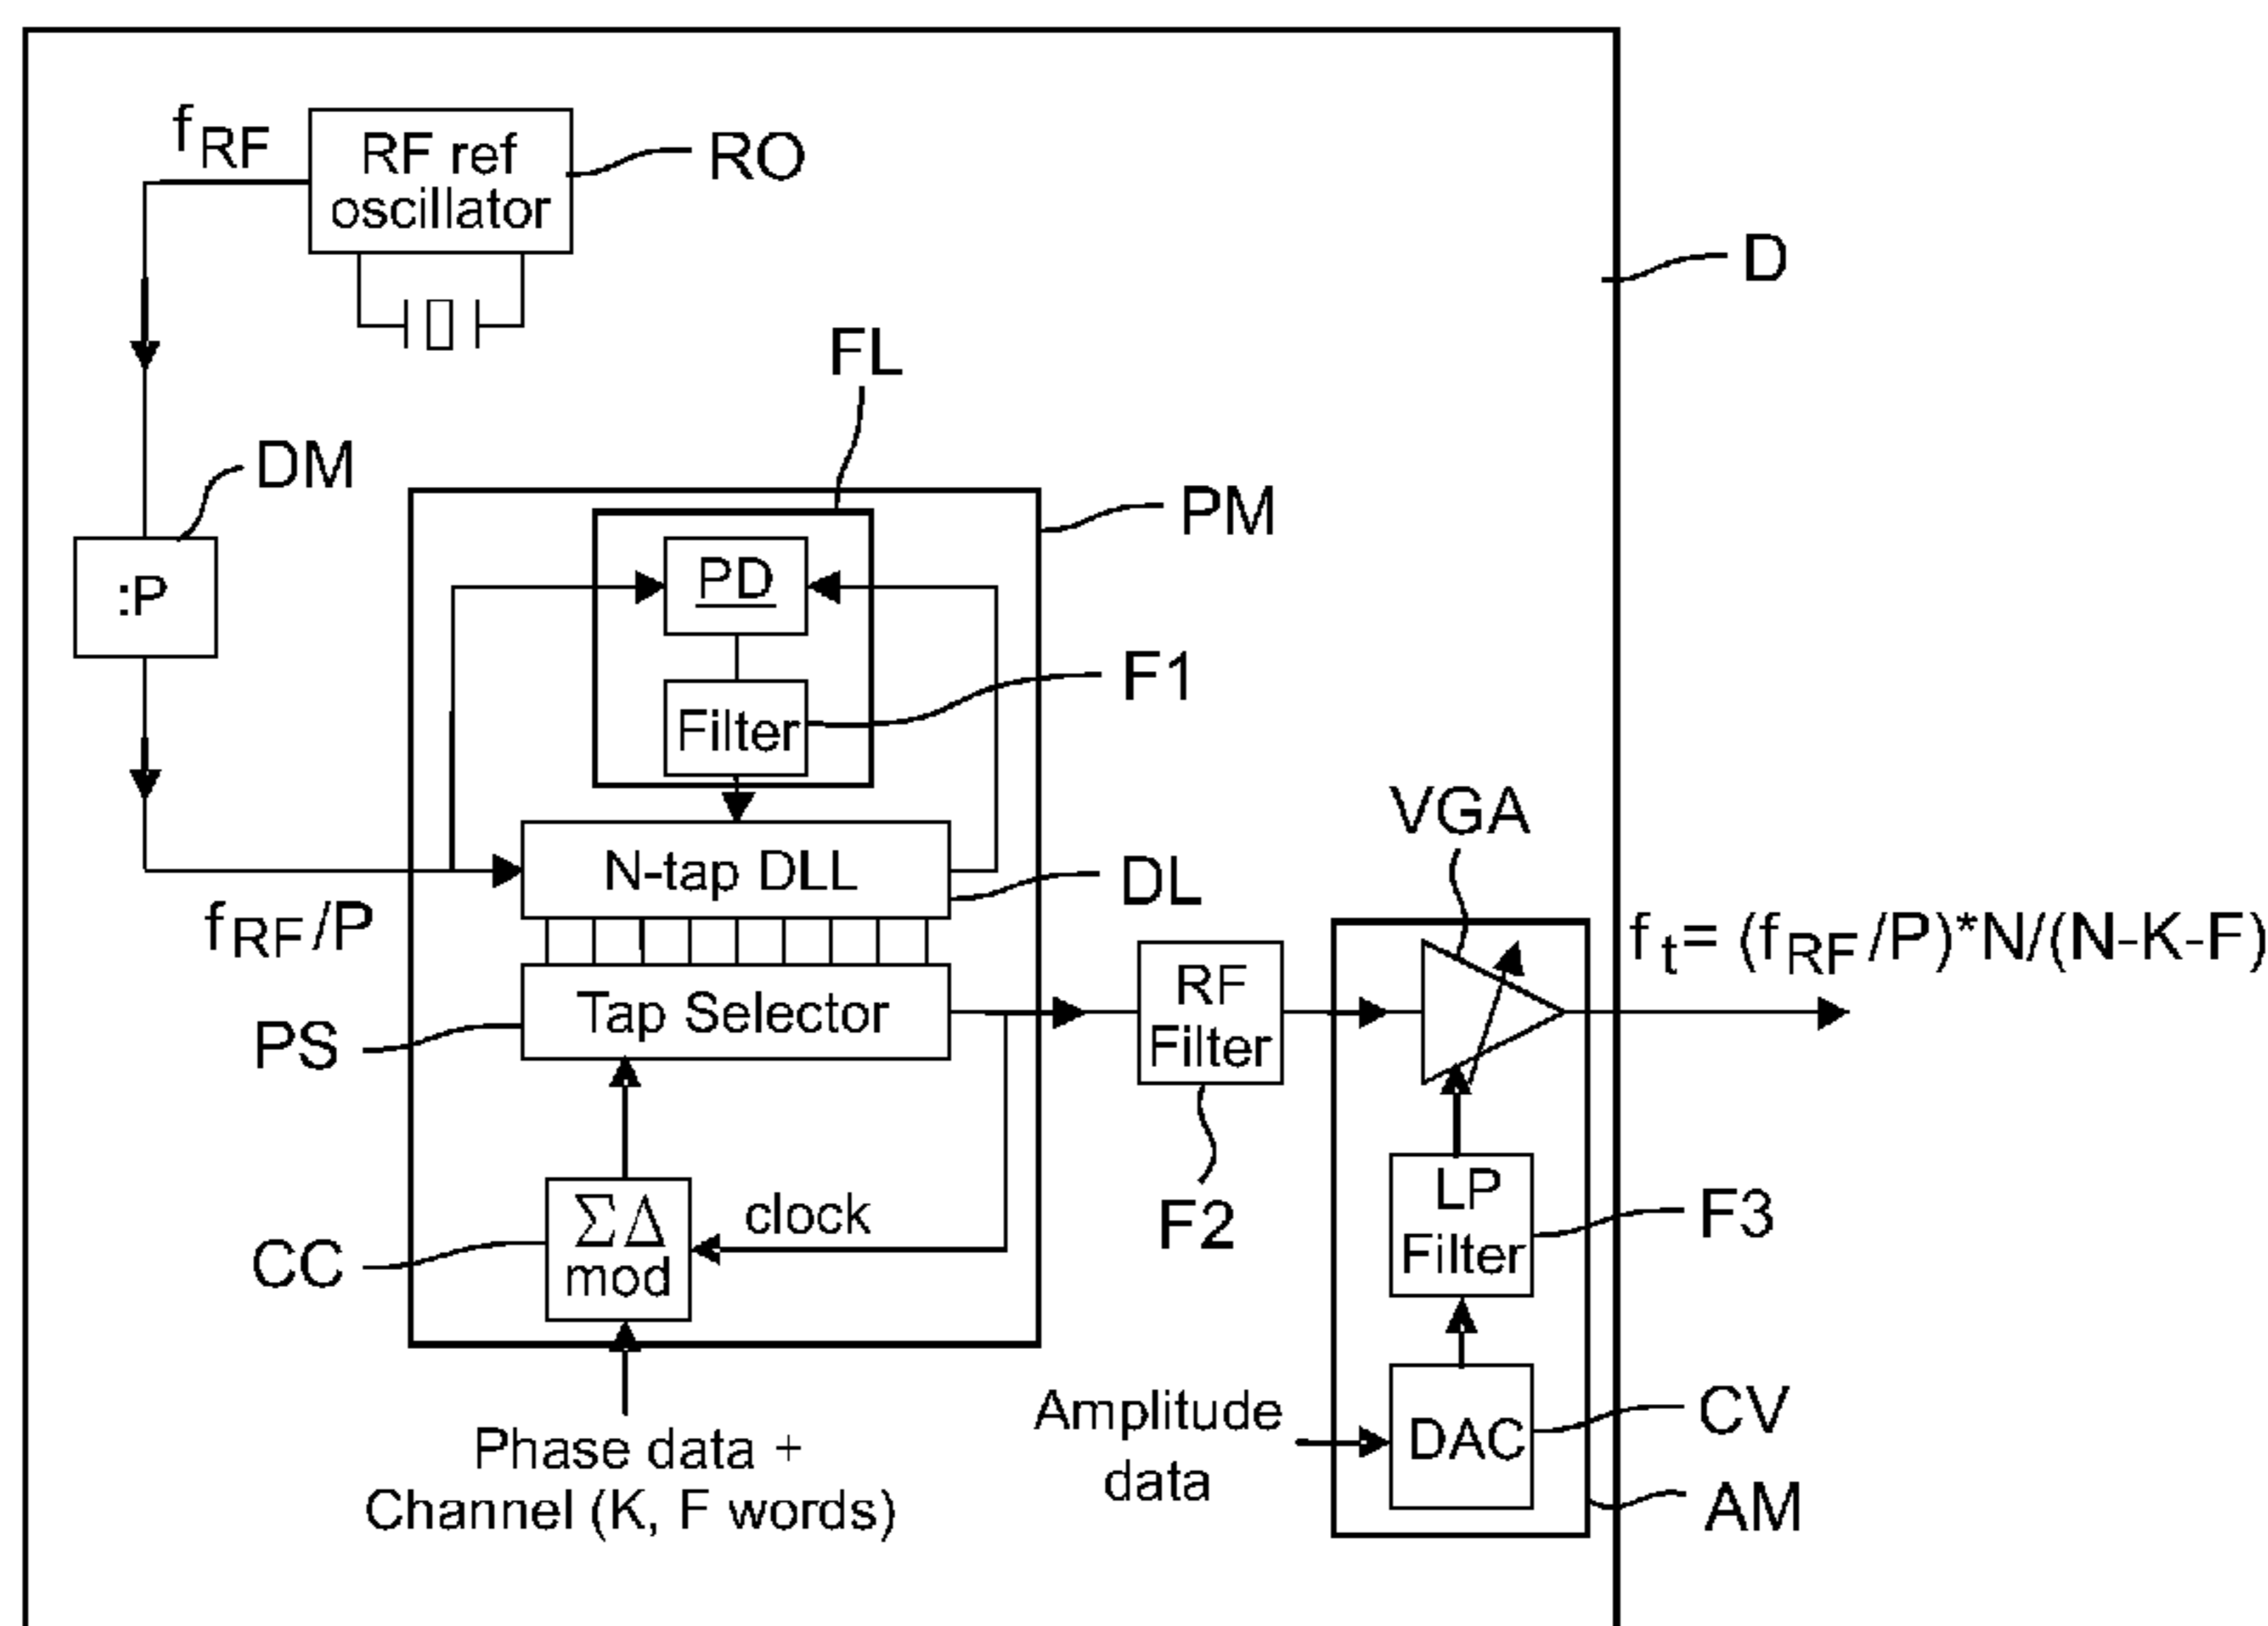 fRF
RF ref
oscillator
RO
D
FL
DM
PM
:P
PD
F1
Filter
VGA
N-tap DLL
DL
fRF/P
RF
Filter
ft= (fRF/P)*N/(N-K-F)
Tap Selector
PS
ΣΔ
mod
clock
CC
F2
LP
Filter
F3
Phase data +
Channel (K, F words)
Amplitude
data
DAC
CV
AM